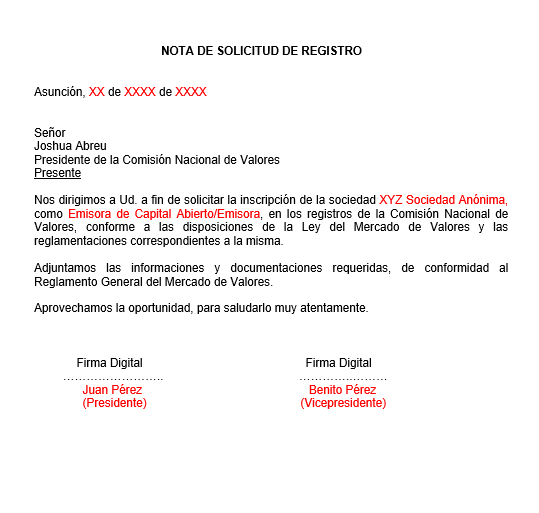 NOTA DE SOLICITUD DE REGISTRO
Asunción, XX de XXXX de XXXX
Señor
Joshua Abreu
Presidente de la Comisión Nacional de Valores
Presente
Nos dirigimos a Ud. a fin de solicitar la inscripción de la sociedad XYZ Sociedad Anónima,
como Emisora de Capital Abierto/Emisora, en los registros de la Comisión Nacional de
Valores, conforme a las disposiciones de la Ley del Mercado de Valores y las
reglamentaciones correspondientes a la misma.
Adjuntamos las informaciones y documentaciones requeridas, de conformidad al
Reglamento General del Mercado de Valores.
Aprovechamos la oportunidad, para saludarlo muy atentamente.
Firma Digital Firma Digital
…………………….. …………..………
Juan Pérez Benito Pérez
(Presidente) (Vicepresidente)